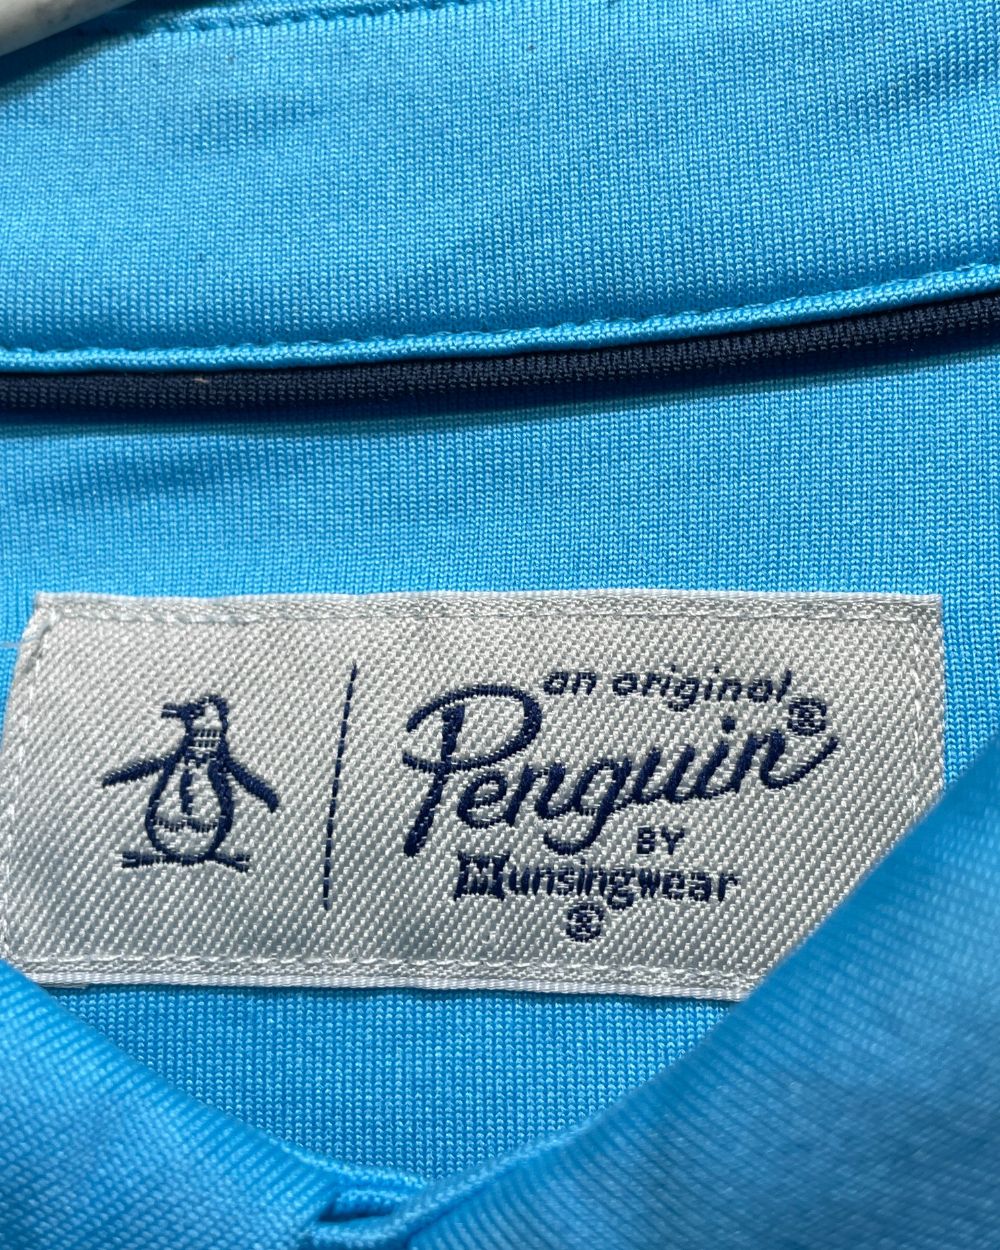 an original
Penguin®
BY
Munsingwear
®